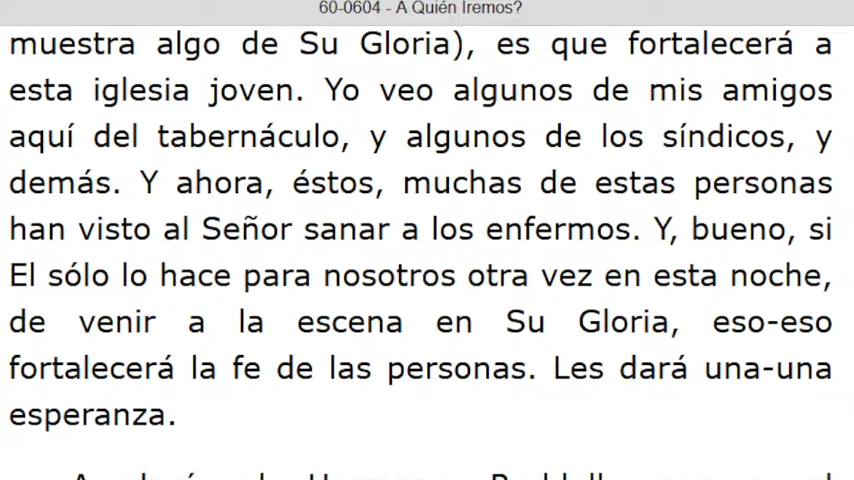 60-0604 - A Quién Iremos?
muestra algo de Su Gloria), es que fortalecerá a
esta iglesia joven. Yo veo algunos de mis amigos
aquí del tabernáculo, y algunos de los síndicos, y
demás. Y ahora, éstos, muchas de estas personas
han visto al Señor sanar a los enfermos. Y, bueno, si
El sólo lo hace para nosotros otra vez en esta noche,
de venir a la escena en Su Gloria, eso-eso
fortalecerá la fe de las personas. Les dará una-una
esperanza.